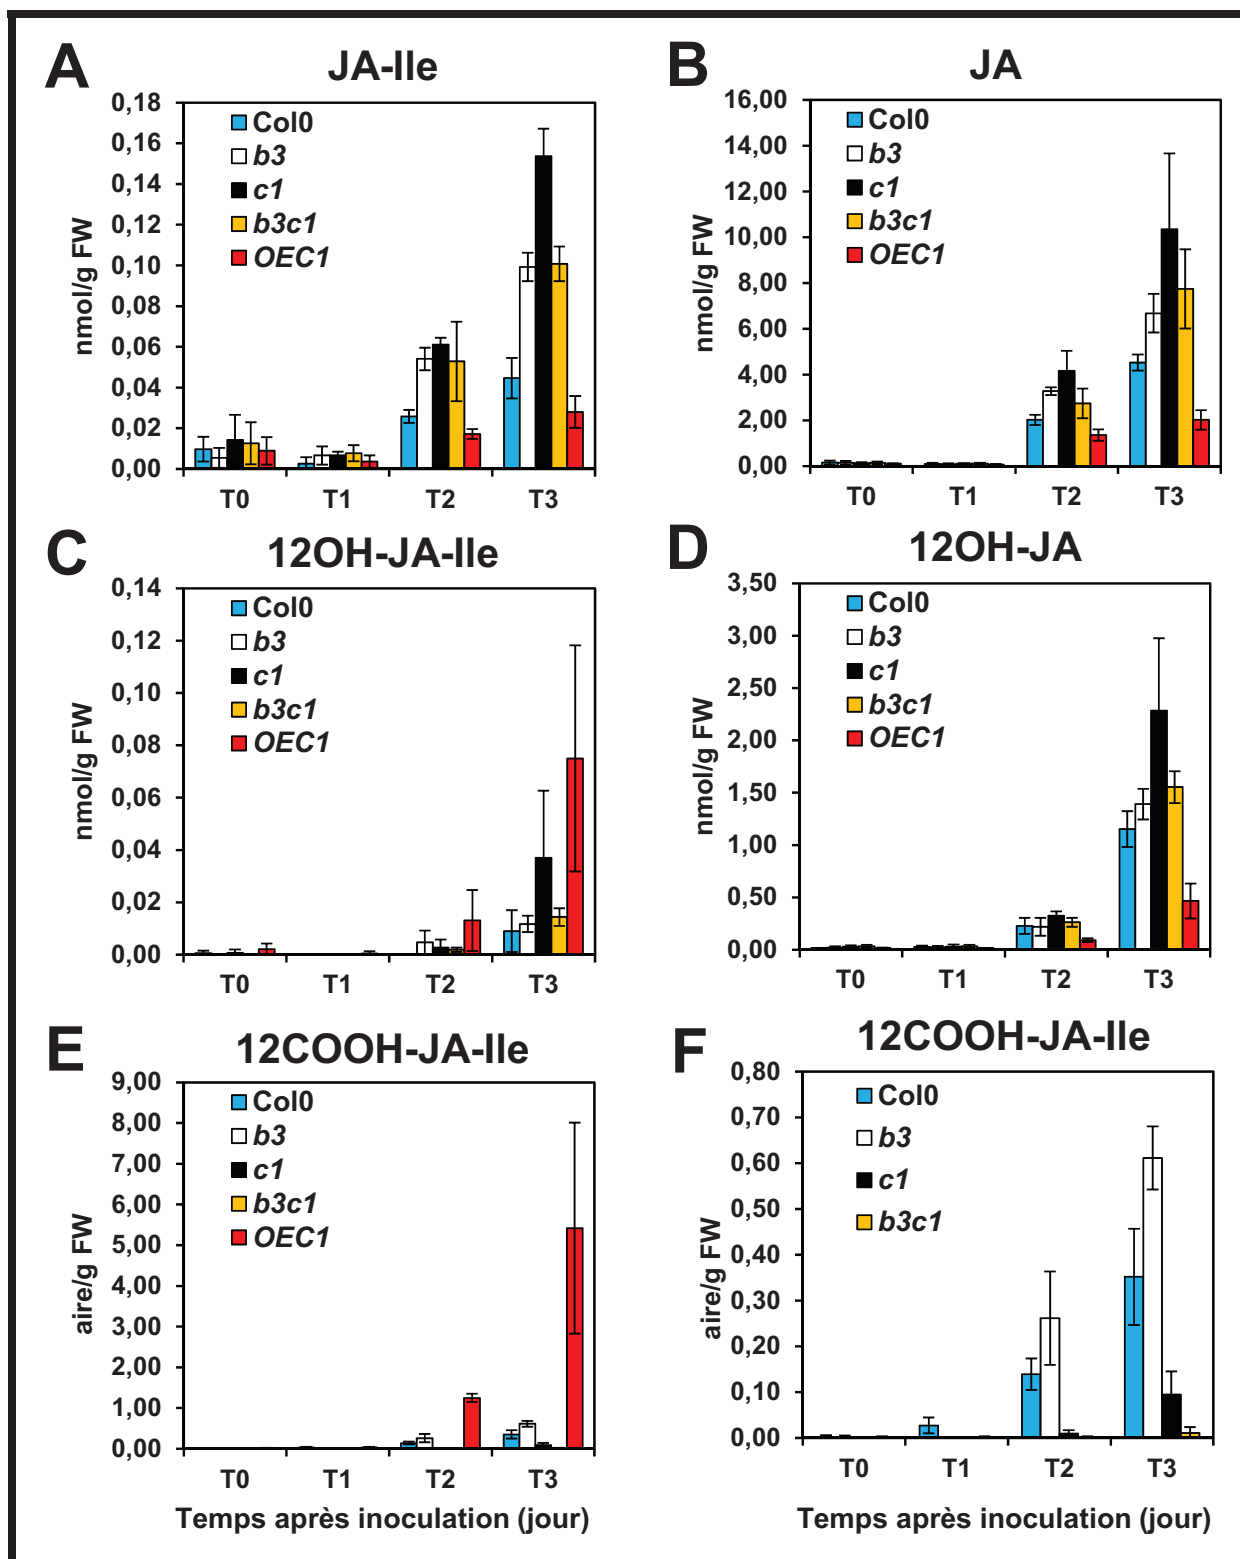 A
JA-Ile
0,18
0,16
0,14
0,12
0,10
0,08
0,06
0,04
0,02
0,00
nmol/g FW
Col0
b3
c1
b3c1
OEC1
T0 T1 T2 T3
B
JA
16,00
14,00
12,00
10,00
8,00
6,00
4,00
2,00
0,00
nmol/g FW
Col0
b3
c1
b3c1
OEC1
T0 T1 T2 T3
C
12OH-JA-Ile
0,14
0,12
0,10
0,08
0,06
0,04
0,02
0,00
nmol/g FW
Col0
b3
c1
b3c1
OEC1
T0 T1 T2 T3
D
12OH-JA
3,50
3,00
2,50
2,00
1,50
1,00
0,50
0,00
nmol/g FW
Col0
b3
c1
b3c1
OEC1
T0 T1 T2 T3
E
12COOH-JA-Ile
9,00
8,00
7,00
6,00
5,00
4,00
3,00
2,00
1,00
0,00
aire/g FW
Col0
b3
c1
b3c1
OEC1
T0 T1 T2 T3
Temps après inoculation (jour)
F
12COOH-JA-Ile
0,80
0,70
0,60
0,50
0,40
0,30
0,20
0,10
0,00
aire/g FW
Col0
b3
c1
b3c1
T0 T1 T2 T3
Temps après inoculation (jour)